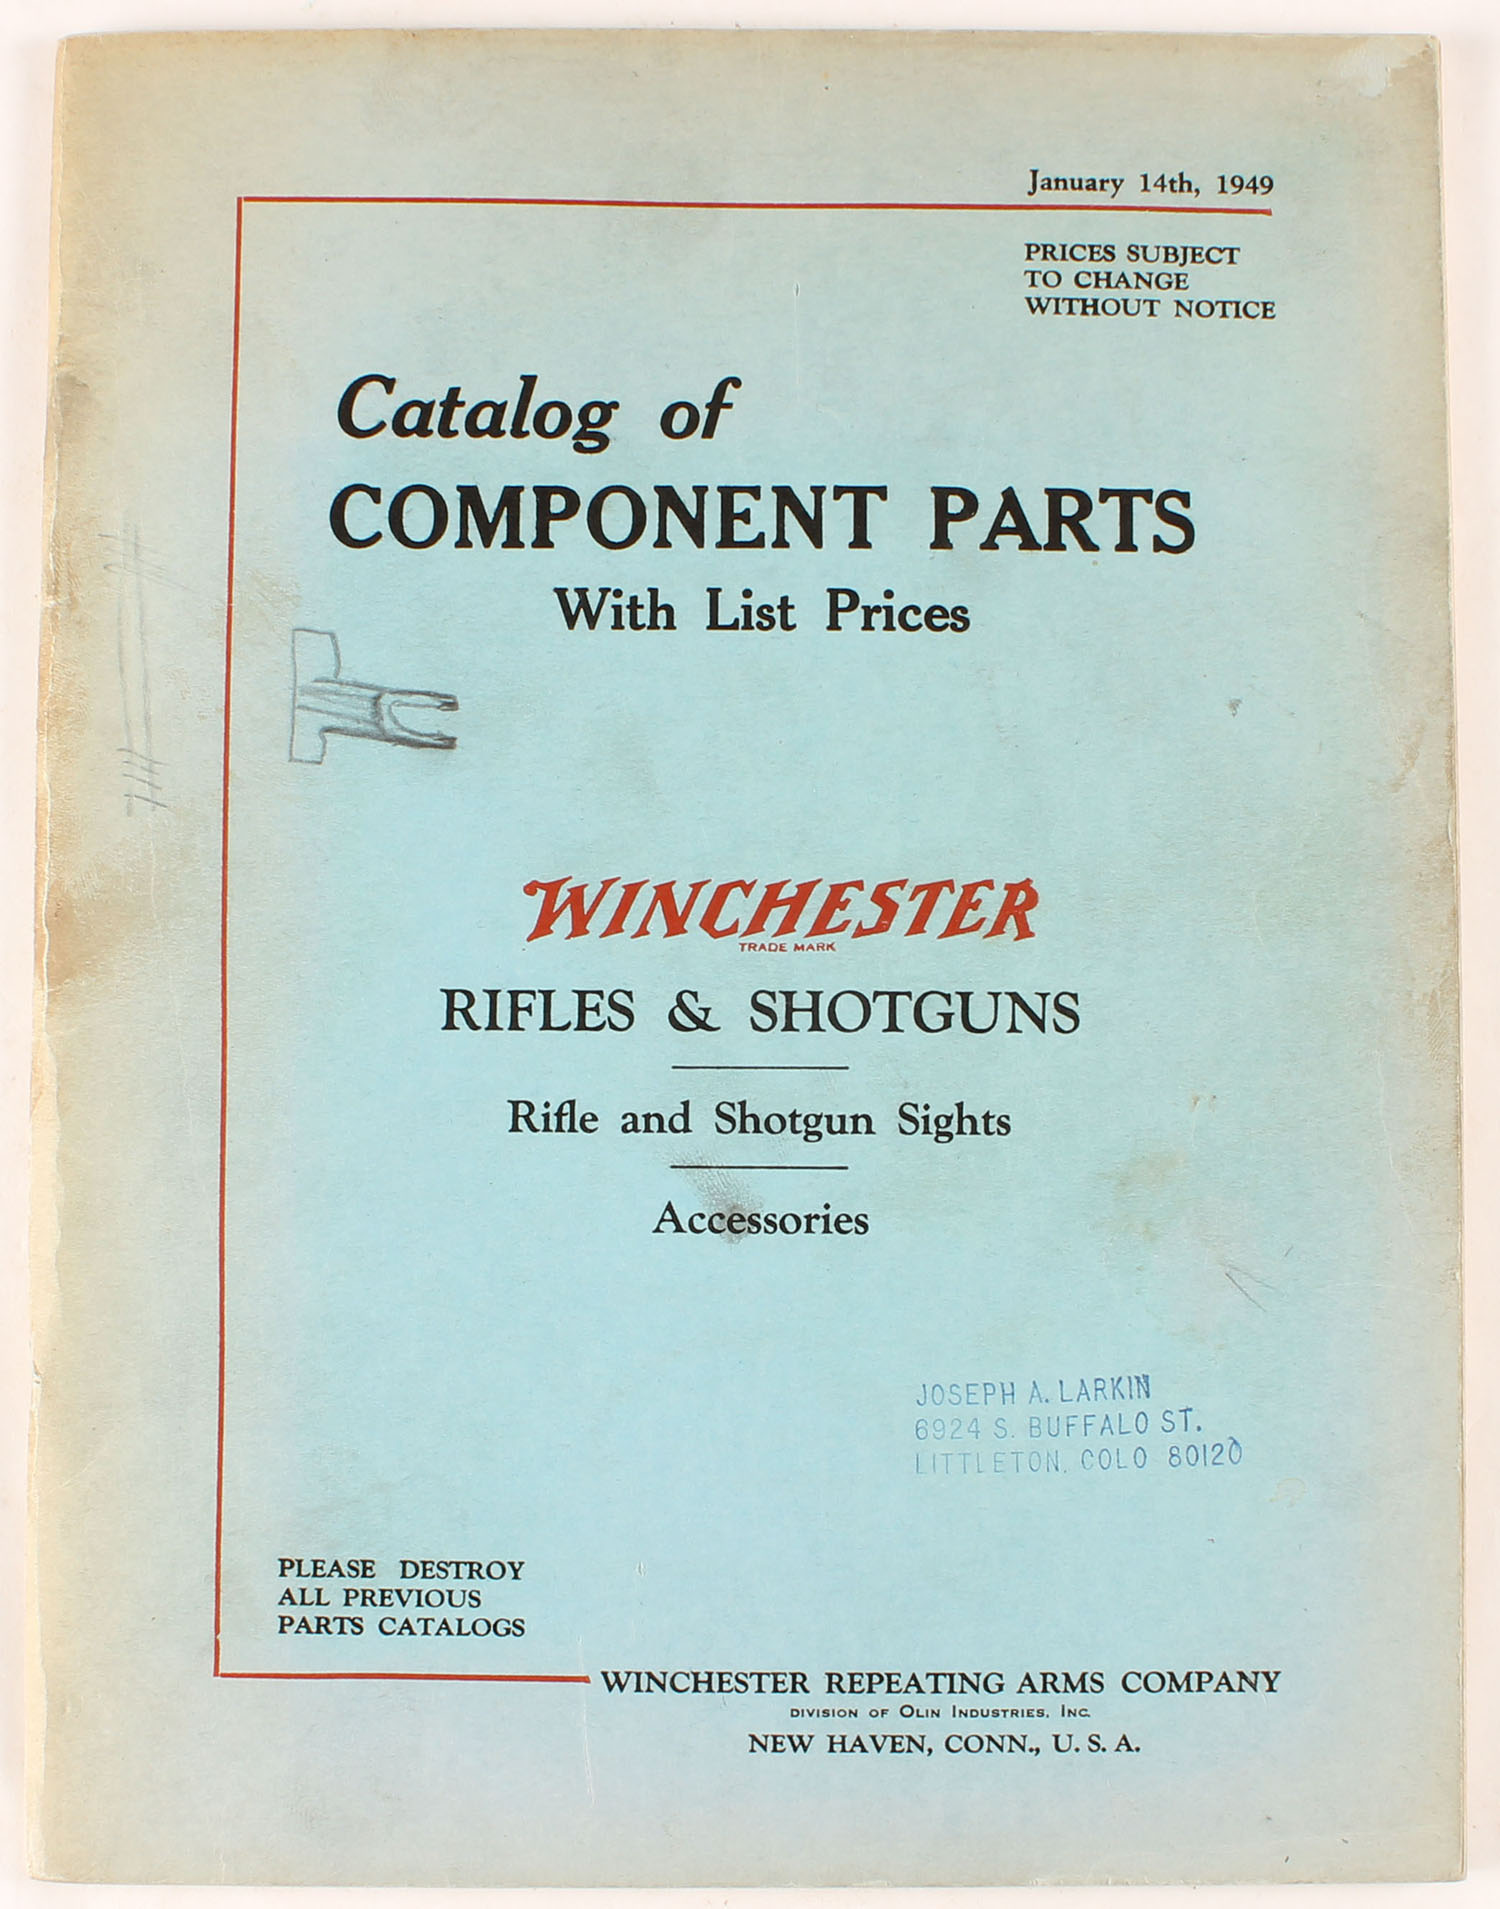 January 14th, 1949
PRICES SUBJECT
TO CHANGE
WITHOUT NOTICE
Catalog of
COMPONENT PARTS
With List Prices
WINCHESTER
TRADE MARK
RIFLES & SHOTGUNS
Rifle and Shotgun Sights
Accessories
JOSEPH A. LARKIN
6924 S. BUFFALO ST.
LITTLETON, COLO 80120
PLEASE DESTROY
ALL PREVIOUS
PARTS CATALOGS
WINCHESTER REPEATING ARMS COMPANY
DIVISION OF OLIN INDUSTRIES, INC.
NEW HAVEN, CONN., U. S. A.